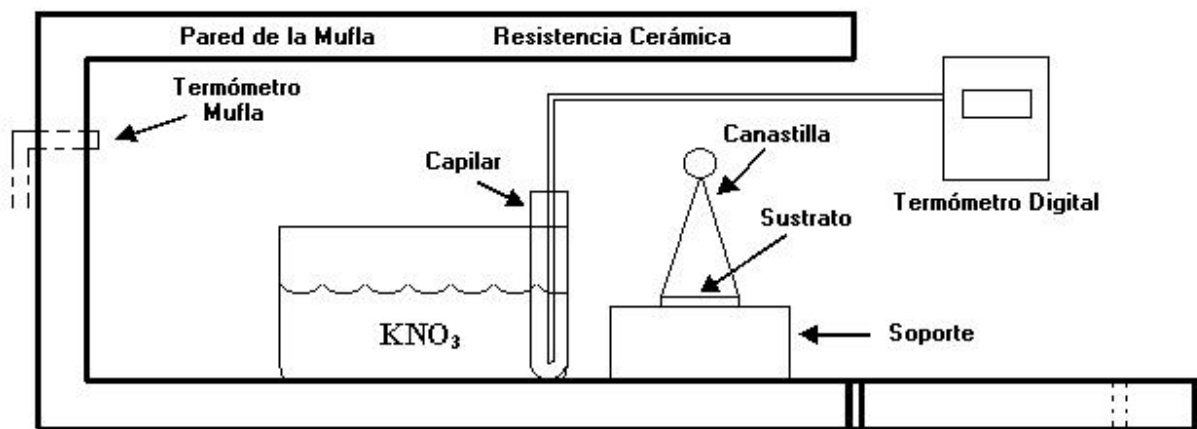 Pared de la Mufla
Resistencia Cerámica
Termómetro
Mufla
Capilar
Canastilla
Sustrato
Termómetro Digital
KNO₃
Soporte